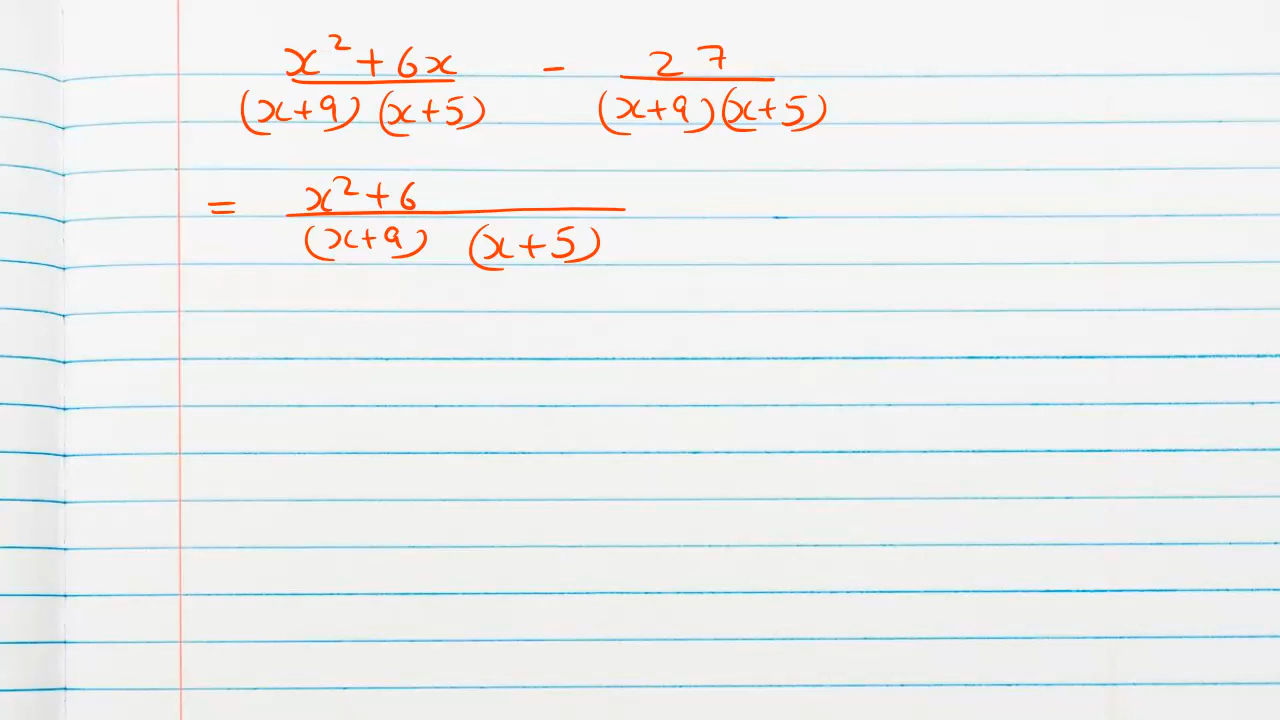 x² + 6x / (x+9)(x+5) - 27 / (x+9)(x+5)
= x² + 6 / (x+9) (x+5)